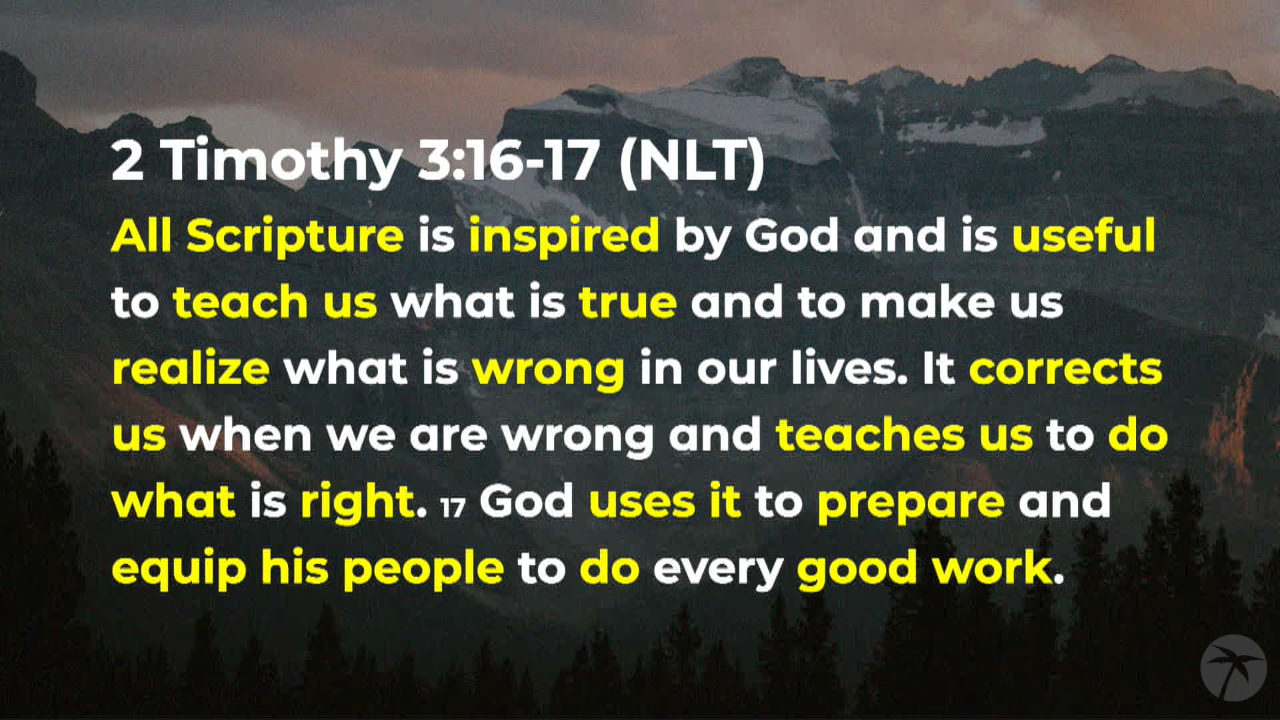 2 Timothy 3:16-17 (NLT)
All Scripture is inspired by God and is useful
to teach us what is true and to make us
realize what is wrong in our lives. It corrects
us when we are wrong and teaches us to do
what is right. 17 God uses it to prepare and
equip his people to do every good work.